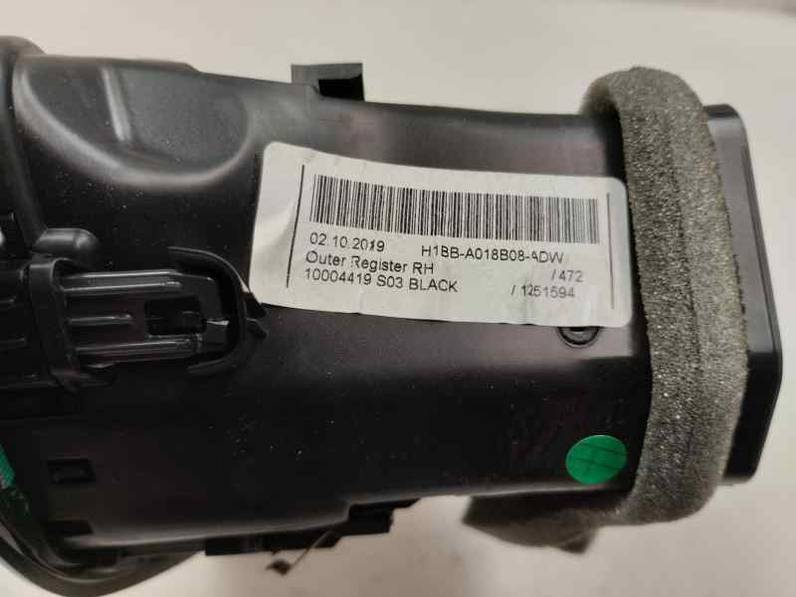 02.10.2019 H1BB-A018B08-ADW
Outer Register RH /472
10004419 S03 BLACK /1251594